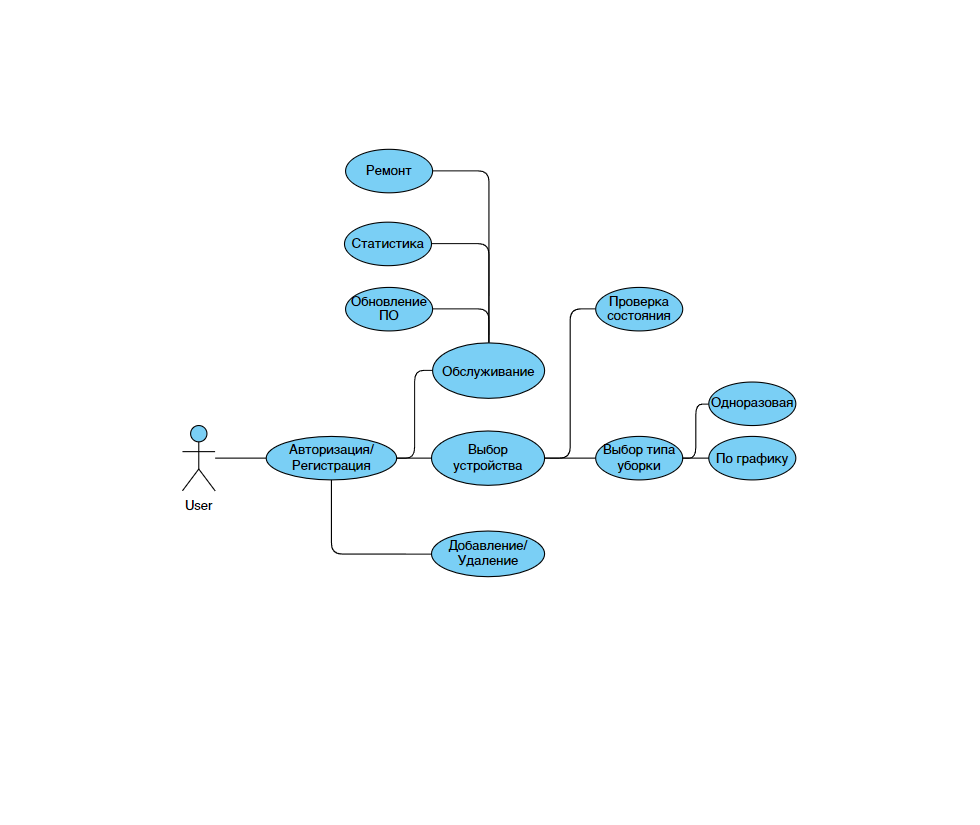 Ремонт
Статистика
Обновление
ПО
Проверка
состояния
Обслуживание
Одноразовая
Авторизация/
Регистрация
Выбор
устройства
Выбор типа
уборки
По графику
User
Добавление/
Удаление